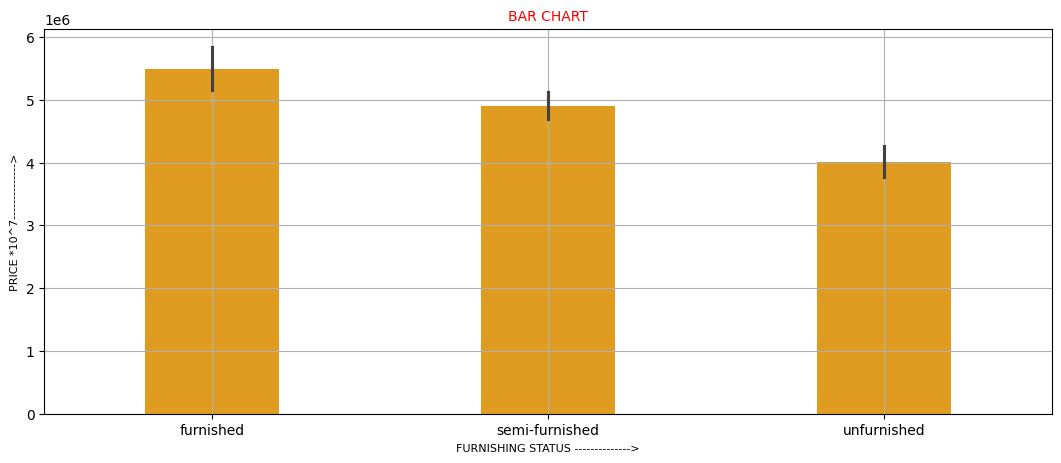 BAR CHART
1e6
6
5
4
3
2
1
0
PRICE *10^7--------------->
furnished semi-furnished unfurnished
FURNISHING STATUS -------------->